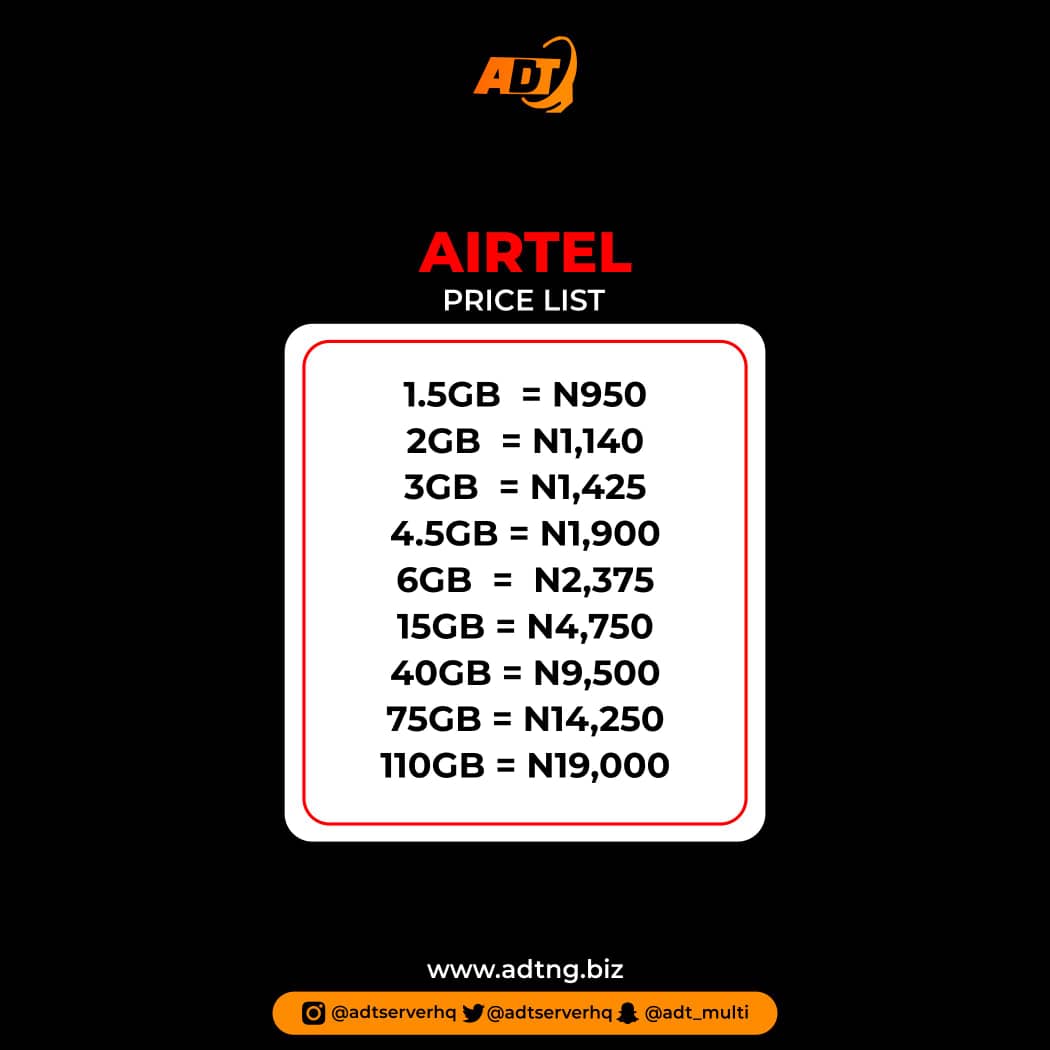 ADT
AIRTEL
PRICE LIST
1.5GB = N950
2GB = N1,140
3GB = N1,425
4.5GB = N1,900
6GB = N2,375
15GB = N4,750
40GB = N9,500
75GB = N14,250
110GB = N19,000
www.adtng.biz
@adtserverhq @adtserverhq @adt_multi